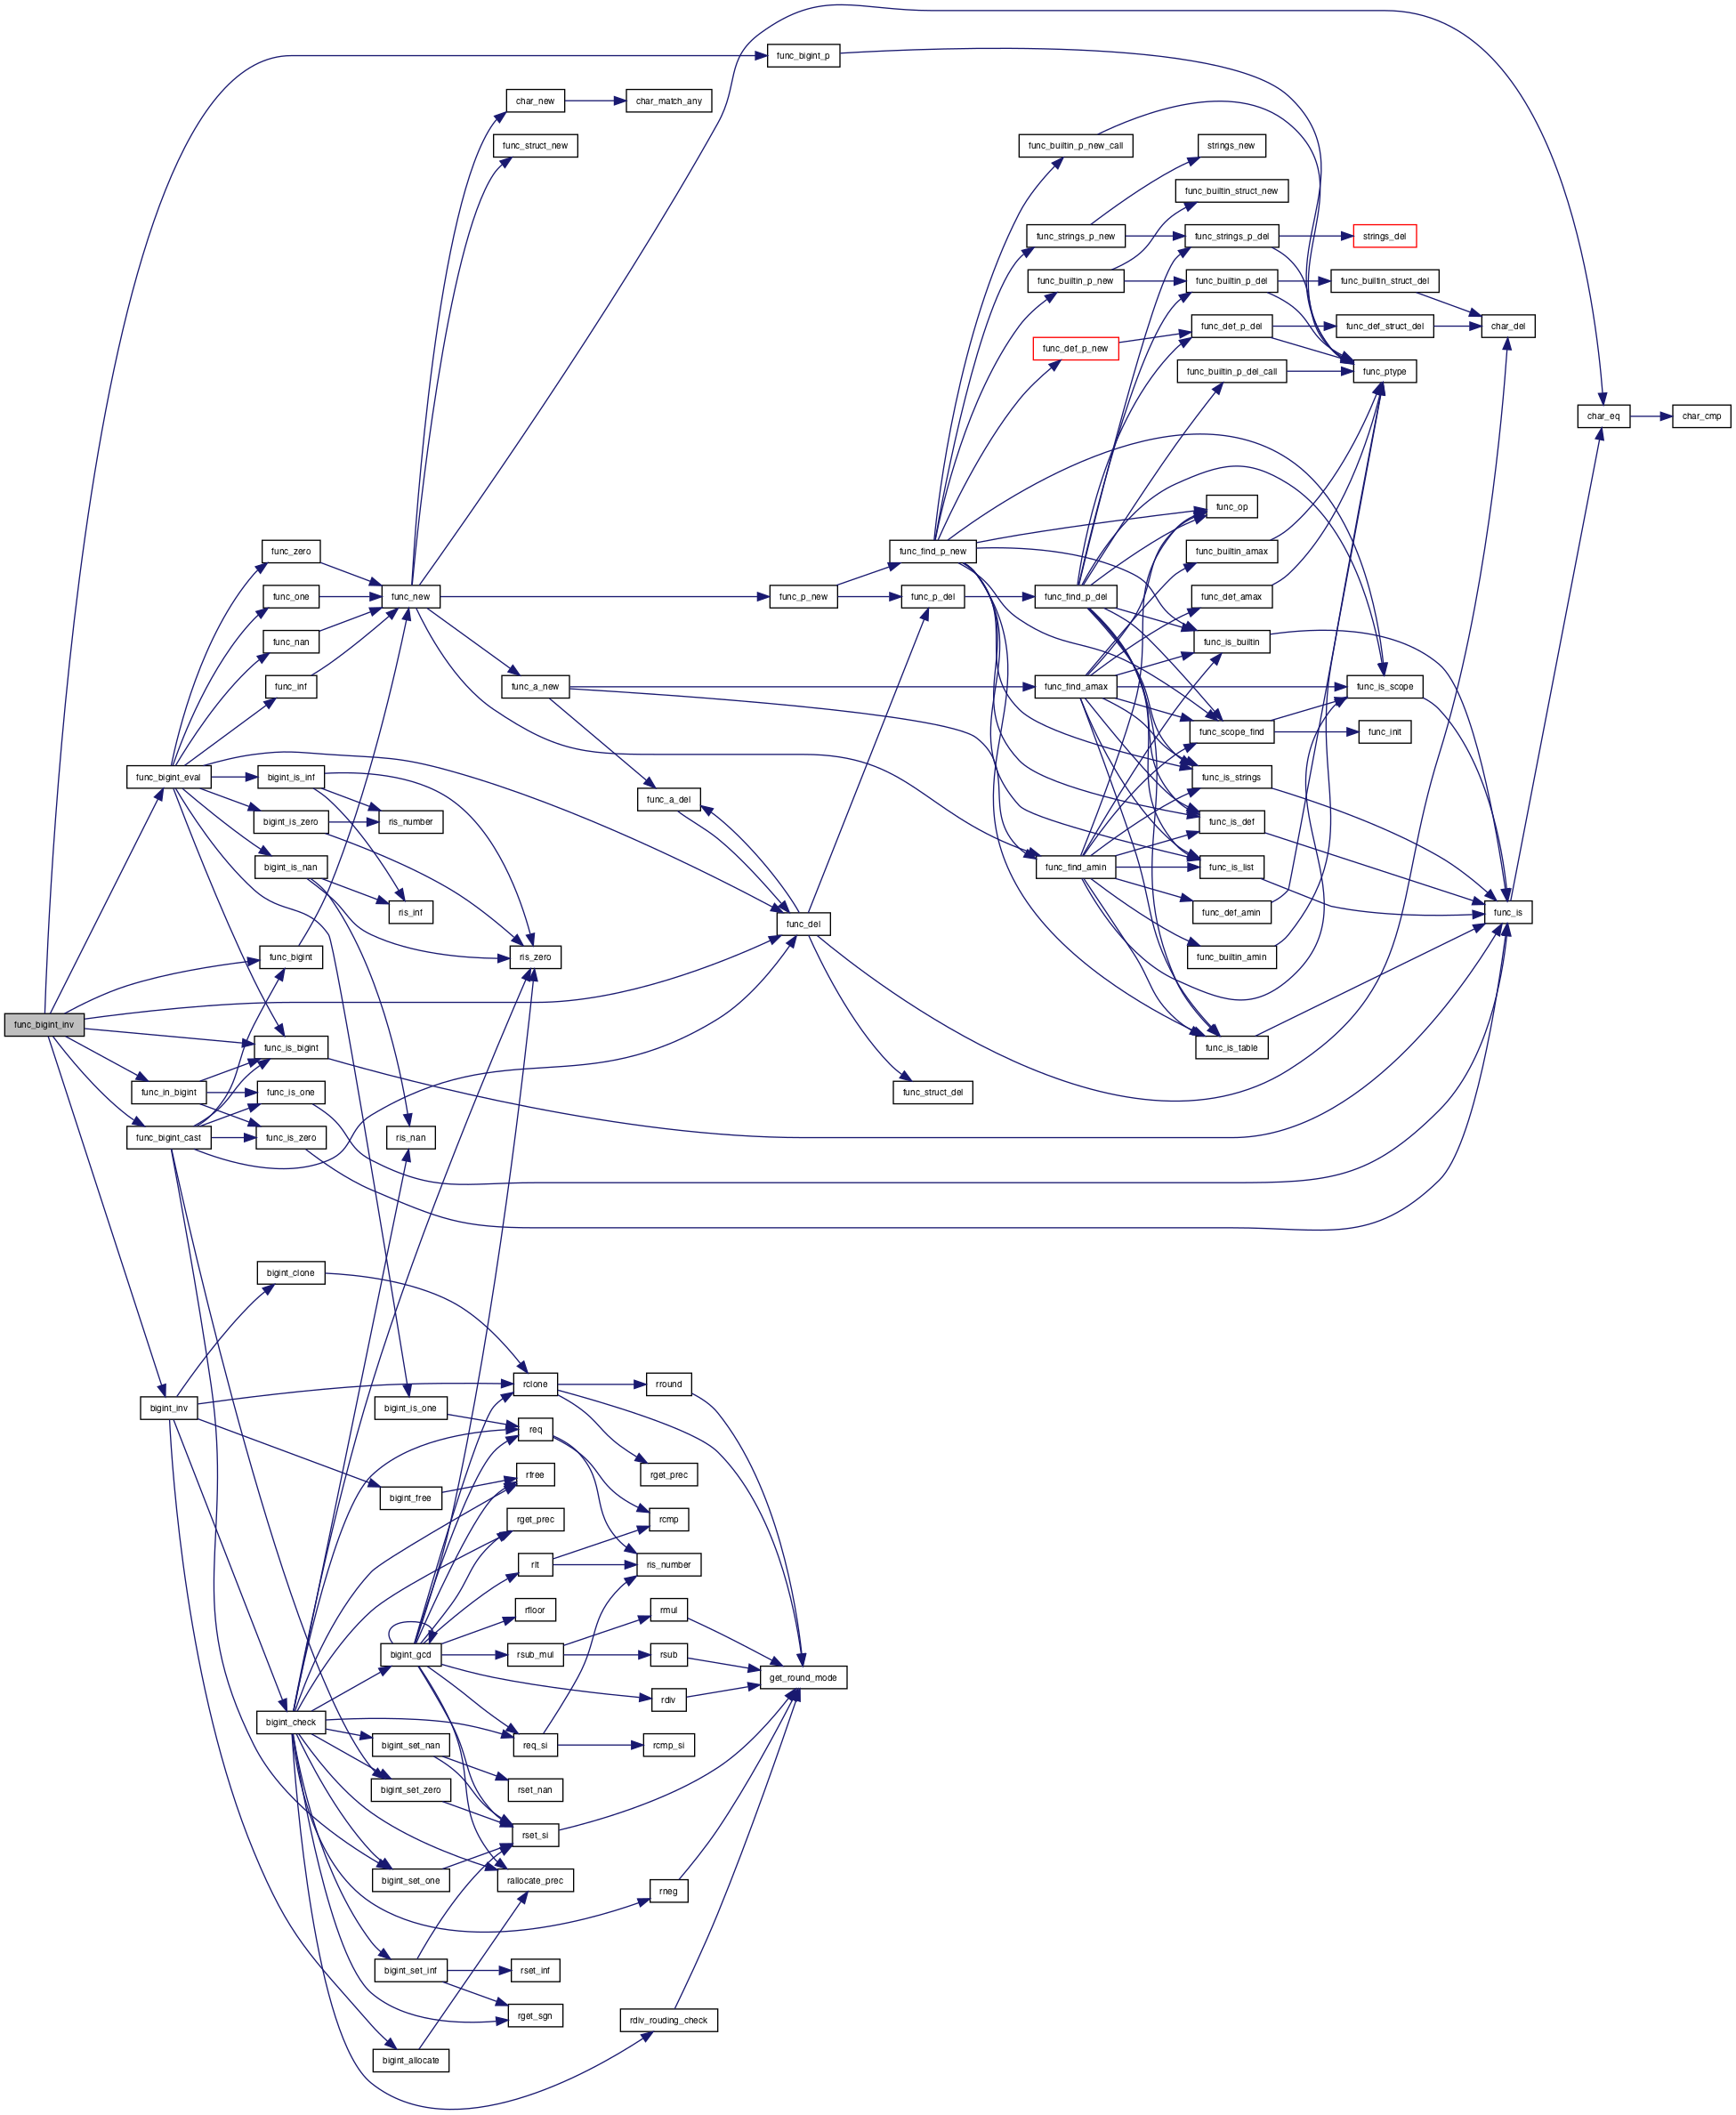 func_bigint_p
char_new
char_match_any
func_struct_new
func_builtin_p_new_call
strings_new
func_builtin_struct_new
func_strings_p_new
func_strings_p_del
strings_del
func_builtin_p_new
func_builtin_p_del
func_builtin_struct_del
func_def_p_new
func_def_p_del
func_def_struct_del
char_del
func_builtin_p_del_call
func_ptype
char_eq
char_cmp
func_op
func_zero
func_find_p_new
func_builtin_amax
func_one
func_new
func_p_new
func_p_del
func_find_p_del
func_def_amax
func_nan
func_is_builtin
func_inf
func_a_new
func_find_amax
func_is_scope
func_scope_find
func_init
func_bigint_eval
bigint_is_inf
func_is_strings
func_a_del
bigint_is_zero
ris_number
func_is_def
bigint_is_nan
func_find_amin
func_is_list
ris_inf
func_del
func_def_amin
func_is
func_bigint
ris_zero
func_builtin_amin
func_bigint_inv
func_is_bigint
func_is_table
func_in_bigint
func_is_one
func_struct_del
func_bigint_cast
func_is_zero
ris_nan
bigint_clone
rclone
rround
bigint_inv
bigint_is_one
req
rget_prec
rfree
bigint_free
rget_prec
rcmp
rlt
ris_number
rfloor
rmul
bigint_gcd
rsub_mul
rsub
get_round_mode
rdiv
bigint_check
bigint_set_nan
req_si
rcmp_si
bigint_set_zero
rset_nan
rset_si
bigint_set_one
rallocate_prec
rneg
bigint_set_inf
rset_inf
rget_sgn
rdiv_rouding_check
bigint_allocate